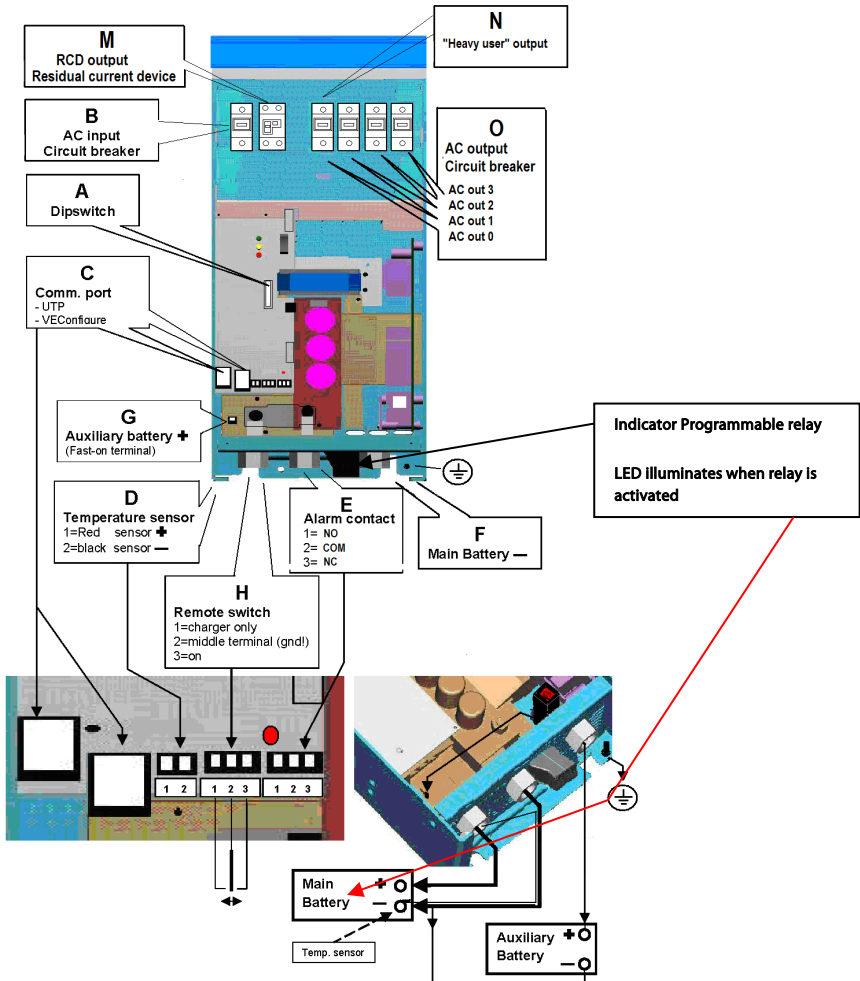 M
RCD output
Residual current device
N
"Heavy user" output
B
AC input
Circuit breaker
O
AC output
Circuit breaker
AC out 3
AC out 2
AC out 1
AC out 0
A
Dipswitch
C
Comm. port
- UTP
- VEConfigure
G
Auxiliary battery +
(Fast-on terminal)
Indicator Programmable relay
LED illuminates when relay is
activated
D
Temperature sensor
1=Red sensor +
2=black sensor —
E
Alarm contact
1= NO
2= COM
3= NC
F
Main Battery —
H
Remote switch
1=charger only
2=middle terminal (gnd!)
3=on
1 2
1 2 3
1 2 3
Main +
Battery —
Temp. sensor
Auxiliary +
Battery —